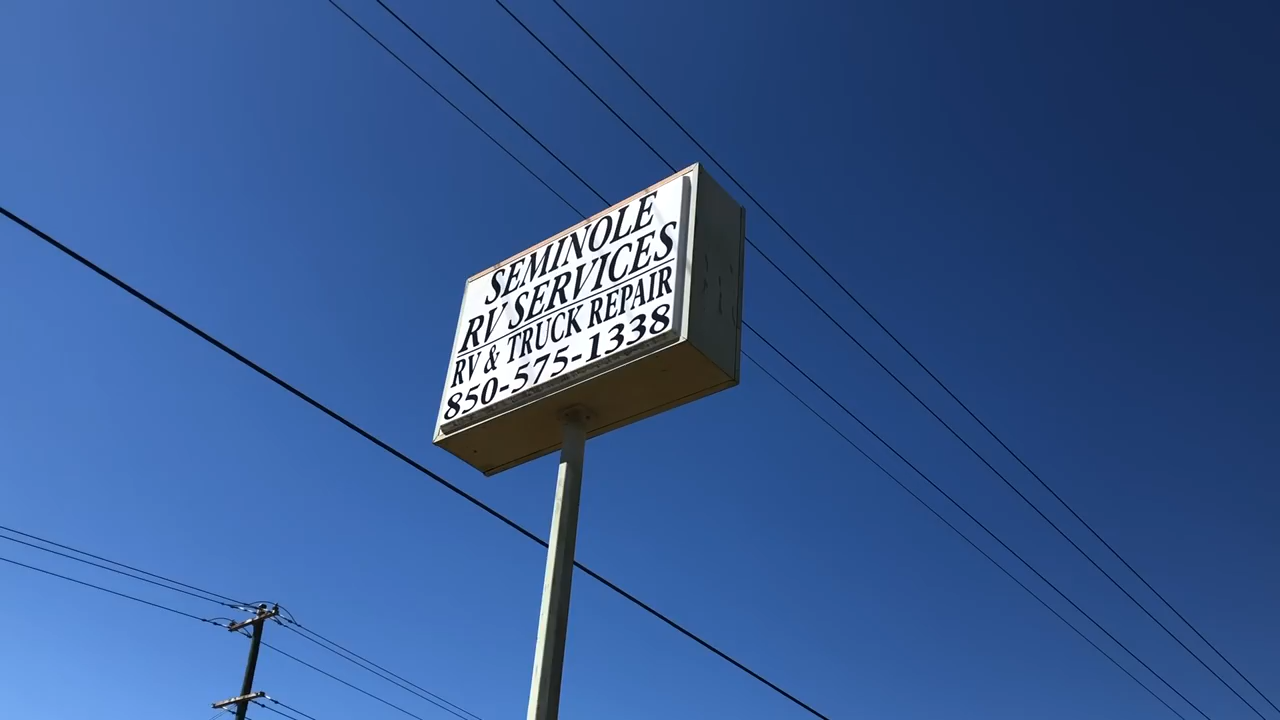 SEMINOLE
RV SERVICES
RV & TRUCK REPAIR
850-575-1338